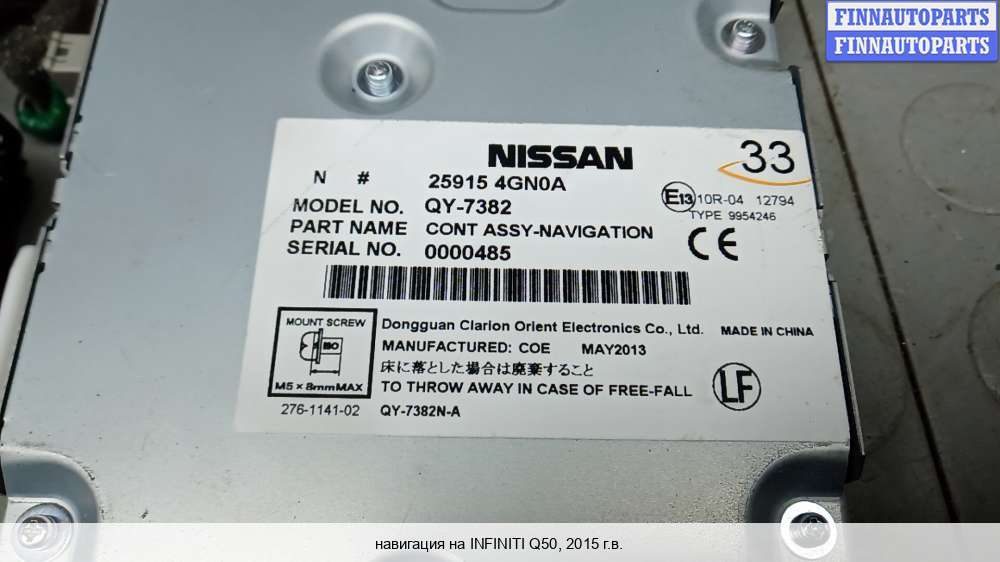 FINNAUTOPARTS
FINNAUTOPARTS
NISSAN
33
N # 25915 4GN0A
MODEL NO. QY-7382
E13 10R-04 12794
TYPE 9954246
PART NAME CONT ASSY-NAVIGATION
SERIAL NO. 0000485
CE
MOUNT SCREW
ISO
M5×8mmMAX
276-1141-02
Dongguan Clarion Orient Electronics Co., Ltd. MADE IN CHINA
MANUFACTURED: COE MAY2013
床に落とした場合は廃棄すること
TO THROW AWAY IN CASE OF FREE-FALL
LF
QY-7382N-A
навигация на INFINITI Q50, 2015 г.в.